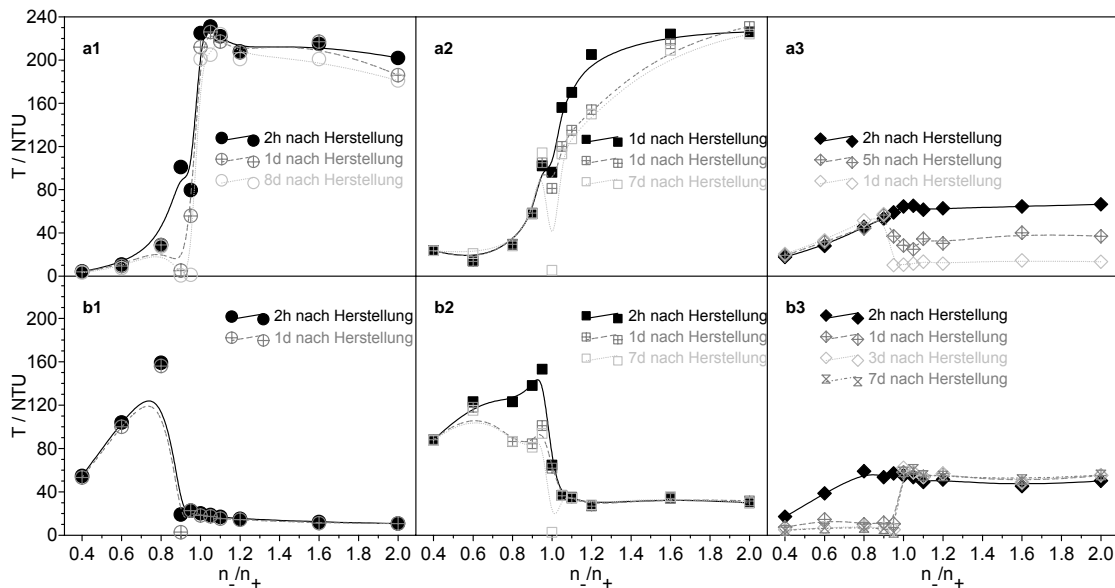 240
200
160
120
80
40
0
T / NTU
a1
2h nach Herstellung
1d nach Herstellung
8d nach Herstellung
a2
1d nach Herstellung
1d nach Herstellung
7d nach Herstellung
a3
2h nach Herstellung
5h nach Herstellung
1d nach Herstellung
200
160
120
80
40
0
T / NTU
b1
2h nach Herstellung
1d nach Herstellung
b2
2h nach Herstellung
1d nach Herstellung
7d nach Herstellung
b3
2h nach Herstellung
1d nach Herstellung
3d nach Herstellung
7d nach Herstellung
0.4 0.6 0.8 1.0 1.2 1.4 1.6 1.8 2.0
0.4 0.6 0.8 1.0 1.2 1.4 1.6 1.8 2.0
0.4 0.6 0.8 1.0 1.2 1.4 1.6 1.8 2.0
n_-/n_+
n_-/n_+
n_-/n_+